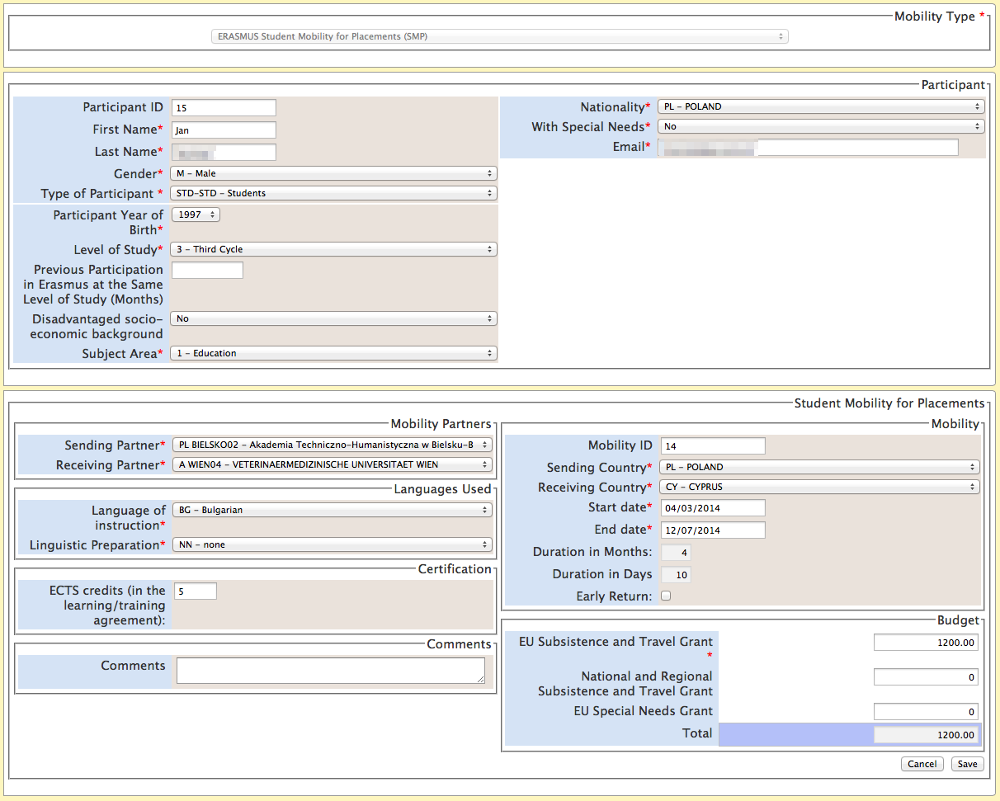 Mobility Type *
ERASMUS Student Mobility for Placements (SMP)
Participant
Participant ID 15
First Name* Jan
Last Name*
Gender* M – Male
Type of Participant * STD-STD – Students
Participant Year of
Birth*
1997
Level of Study* 3 – Third Cycle
Previous Participation
in Erasmus at the Same
Level of Study (Months)
Disadvantaged socio-
economic background
No
Subject Area* 1 – Education
Nationality* PL – POLAND
With Special Needs* No
Email*
Student Mobility for Placements
Mobility Partners
Sending Partner* PL BIELSKO02 – Akademia Techniczno-Humanistyczna w Bielsku-B
Receiving Partner* A WIEN04 – VETERINAERMEDIZINISCHE UNIVERSITAET WIEN
Languages Used
Language of
instruction*
BG – Bulgarian
Linguistic Preparation* NN – none
Certification
ECTS credits (in the
learning/training
agreement):
5
Comments
Comments
Mobility
Mobility ID 14
Sending Country* PL – POLAND
Receiving Country* CY – CYPRUS
Start date* 04/03/2014
End date* 12/07/2014
Duration in Months: 4
Duration in Days 10
Early Return:
Budget
EU Subsistence and Travel Grant
*
1200.00
National and Regional
Subsistence and Travel Grant
0
EU Special Needs Grant 0
Total 1200.00
Cancel Save